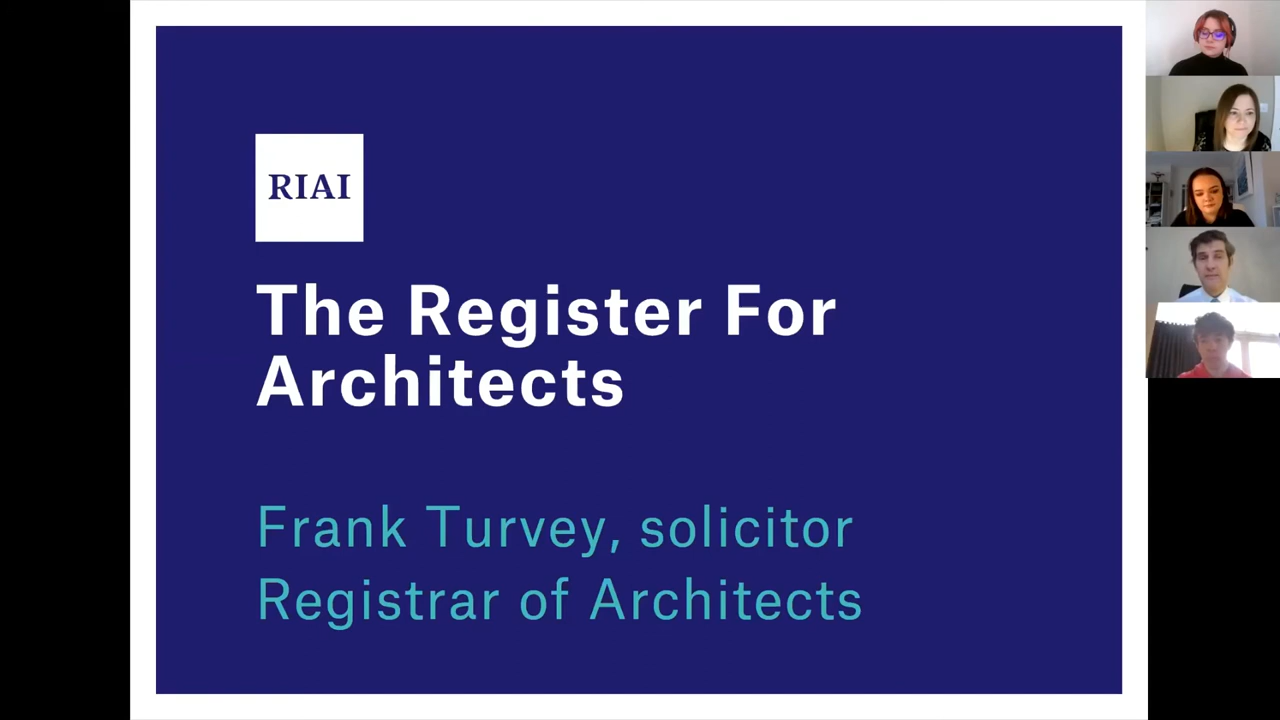 RIAI
The Register For
Architects
Frank Turvey, solicitor
Registrar of Architects